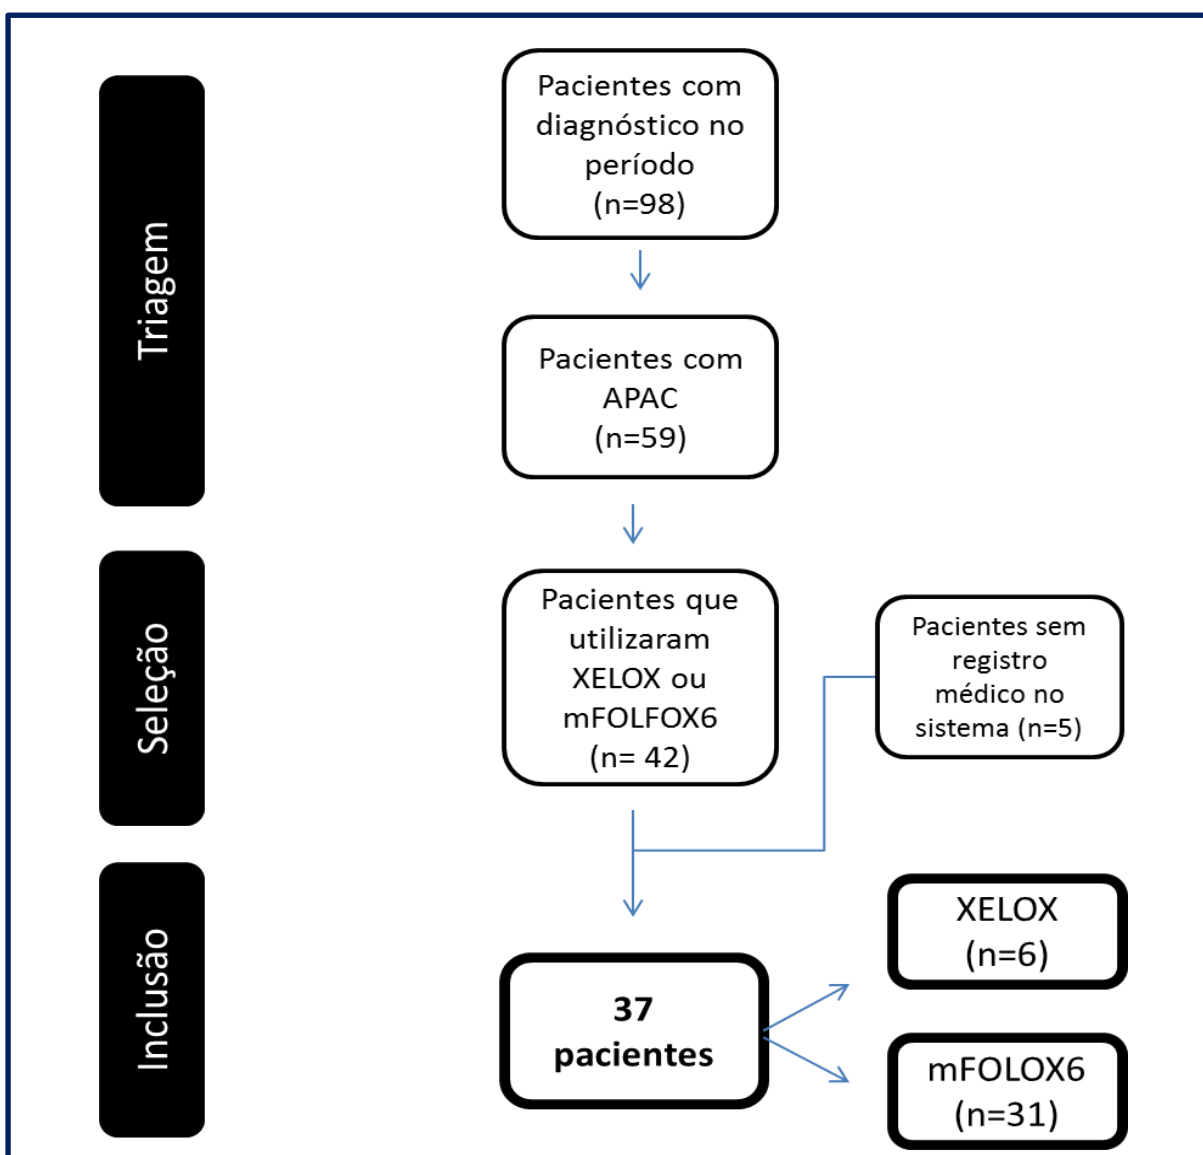 Triagem
Pacientes com
diagnóstico no
período
(n=98)
Pacientes com
APAC
(n=59)
Seleção
Pacientes que
utilizaram
XELOX ou
mFOLFOX6
(n= 42)
Pacientes sem
registro
médico no
sistema (n=5)
Inclusão
37
pacientes
XELOX
(n=6)
mFOLOX6
(n=31)